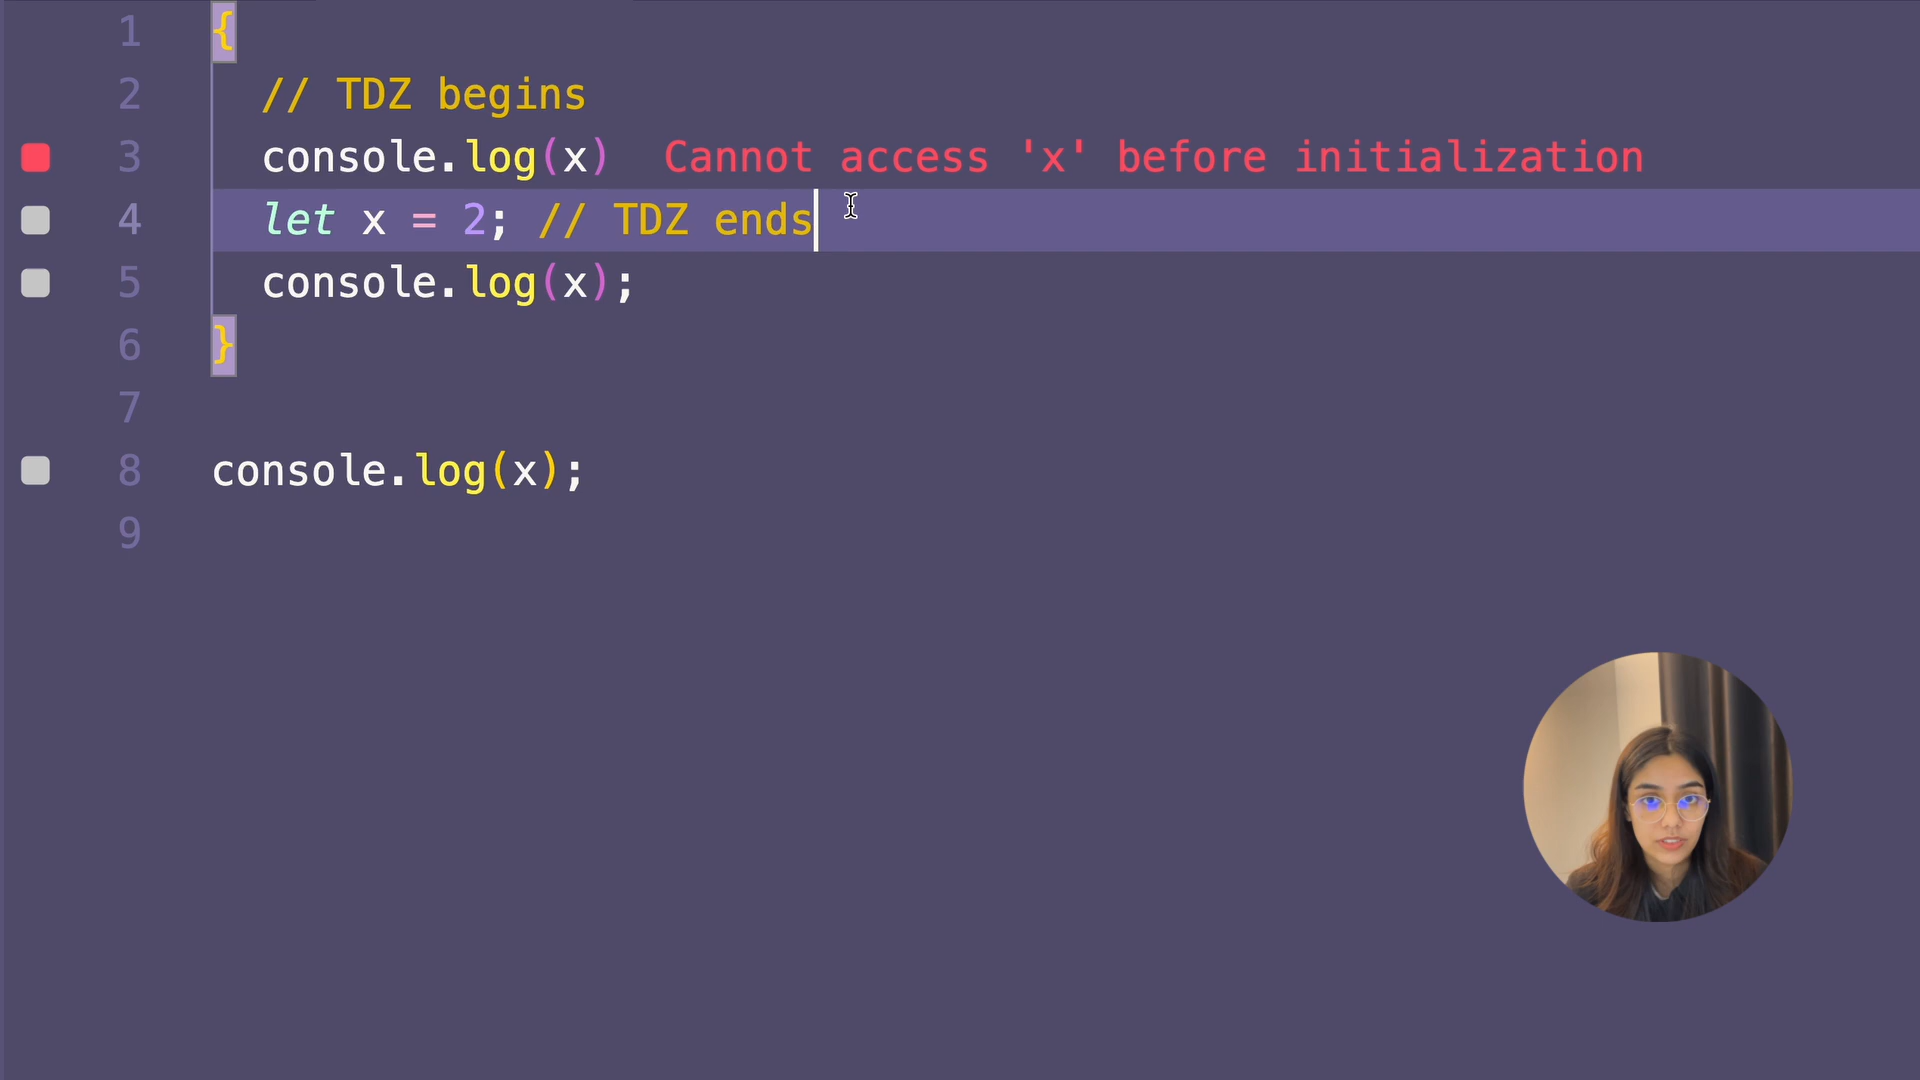 1 {
2 // TDZ begins
3 console.log(x) Cannot access 'x' before initialization
4 let x = 2; // TDZ ends
5 console.log(x);
6 }
7
8 console.log(x);
9